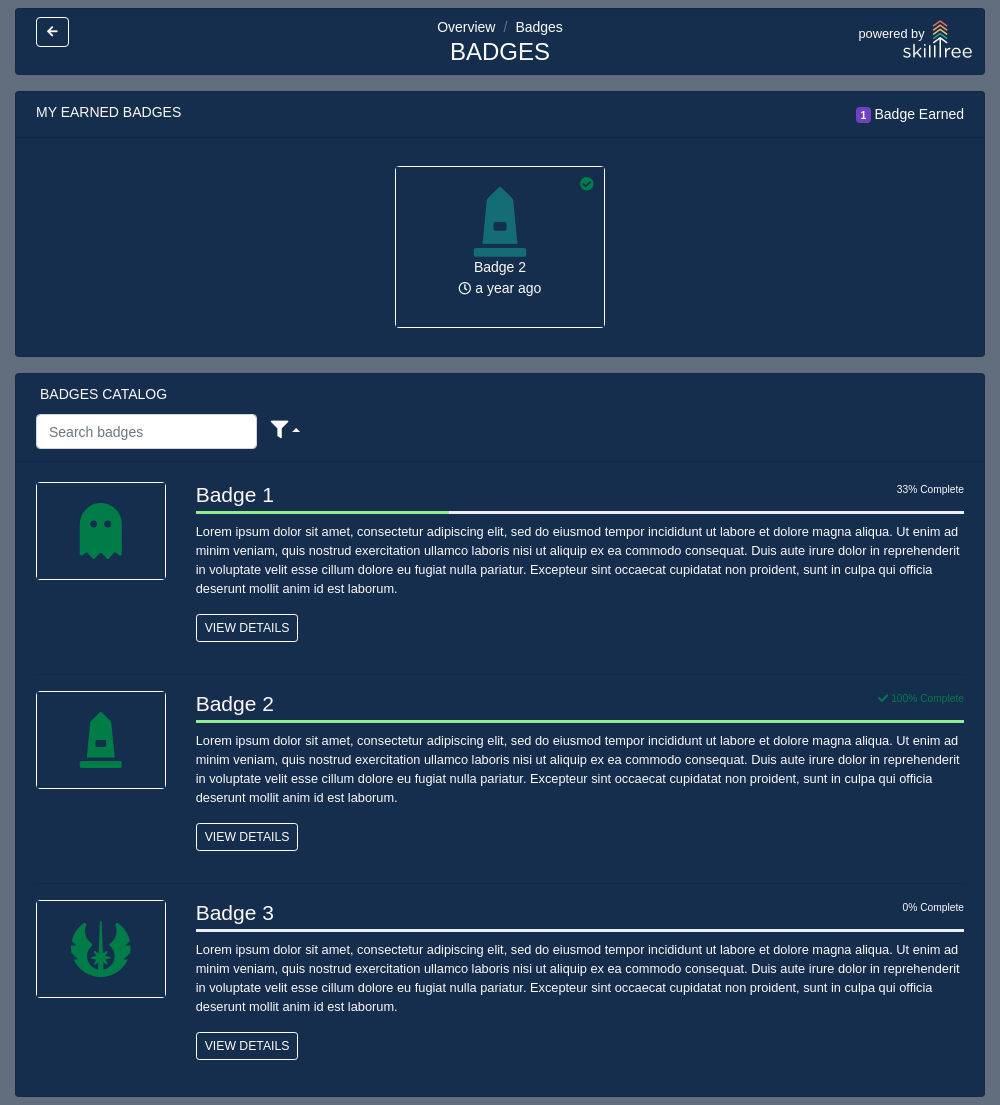 Overview / Badges
BADGES
powered by
skilltree
MY EARNED BADGES
1 Badge Earned
Badge 2
a year ago
BADGES CATALOG
Search badges
Badge 1
33% Complete
Lorem ipsum dolor sit amet, consectetur adipiscing elit, sed do eiusmod tempor incididunt ut labore et dolore magna aliqua. Ut enim ad
minim veniam, quis nostrud exercitation ullamco laboris nisi ut aliquip ex ea commodo consequat. Duis aute irure dolor in reprehenderit
in voluptate velit esse cillum dolore eu fugiat nulla pariatur. Excepteur sint occaecat cupidatat non proident, sunt in culpa qui officia
deserunt mollit anim id est laborum.
VIEW DETAILS
Badge 2
100% Complete
Lorem ipsum dolor sit amet, consectetur adipiscing elit, sed do eiusmod tempor incididunt ut labore et dolore magna aliqua. Ut enim ad
minim veniam, quis nostrud exercitation ullamco laboris nisi ut aliquip ex ea commodo consequat. Duis aute irure dolor in reprehenderit
in voluptate velit esse cillum dolore eu fugiat nulla pariatur. Excepteur sint occaecat cupidatat non proident, sunt in culpa qui officia
deserunt mollit anim id est laborum.
VIEW DETAILS
Badge 3
0% Complete
Lorem ipsum dolor sit amet, consectetur adipiscing elit, sed do eiusmod tempor incididunt ut labore et dolore magna aliqua. Ut enim ad
minim veniam, quis nostrud exercitation ullamco laboris nisi ut aliquip ex ea commodo consequat. Duis aute irure dolor in reprehenderit
in voluptate velit esse cillum dolore eu fugiat nulla pariatur. Excepteur sint occaecat cupidatat non proident, sunt in culpa qui officia
deserunt mollit anim id est laborum.
VIEW DETAILS